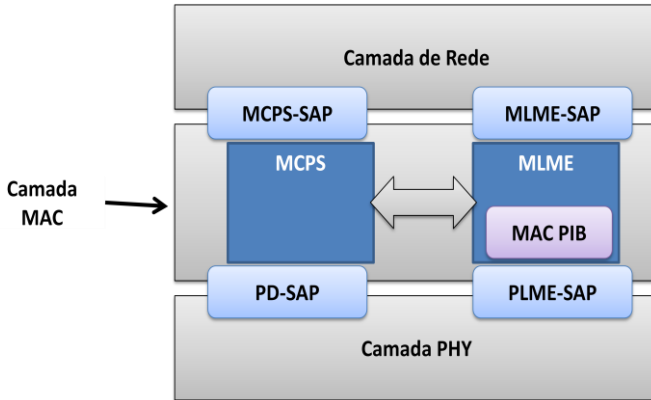 Camada de Rede
MCPS-SAP
MLME-SAP
MCPS
MLME
Camada
MAC
MAC PIB
PD-SAP
PLME-SAP
Camada PHY